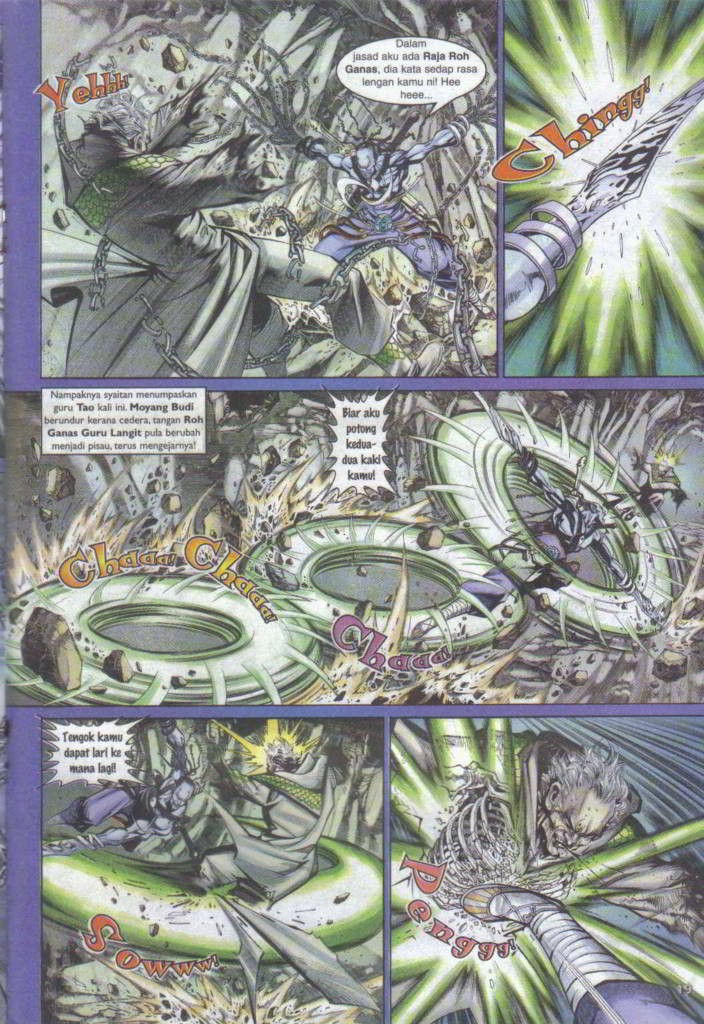 Yehhh!
Dalam
jasad aku ada Raja Roh
Ganas, dia kata sedap rasa
lengan kamu ni! Hee
heee...
Chingg!
Nampaknya syaitan menumpaskan
guru Tao kali ini. Moyang Budi
berundur kerana cedera, tangan Roh
Ganas Guru Langit pula berubah
menjadi pisau, terus mengejarnya!
Biar aku
potong
kedua-
dua kaki
kamu!
Chaaa!
Chaaa!
Chaaa!
Tengok kamu
dapat lari ke
mana lagi!
Sowww!
Penggg!
19